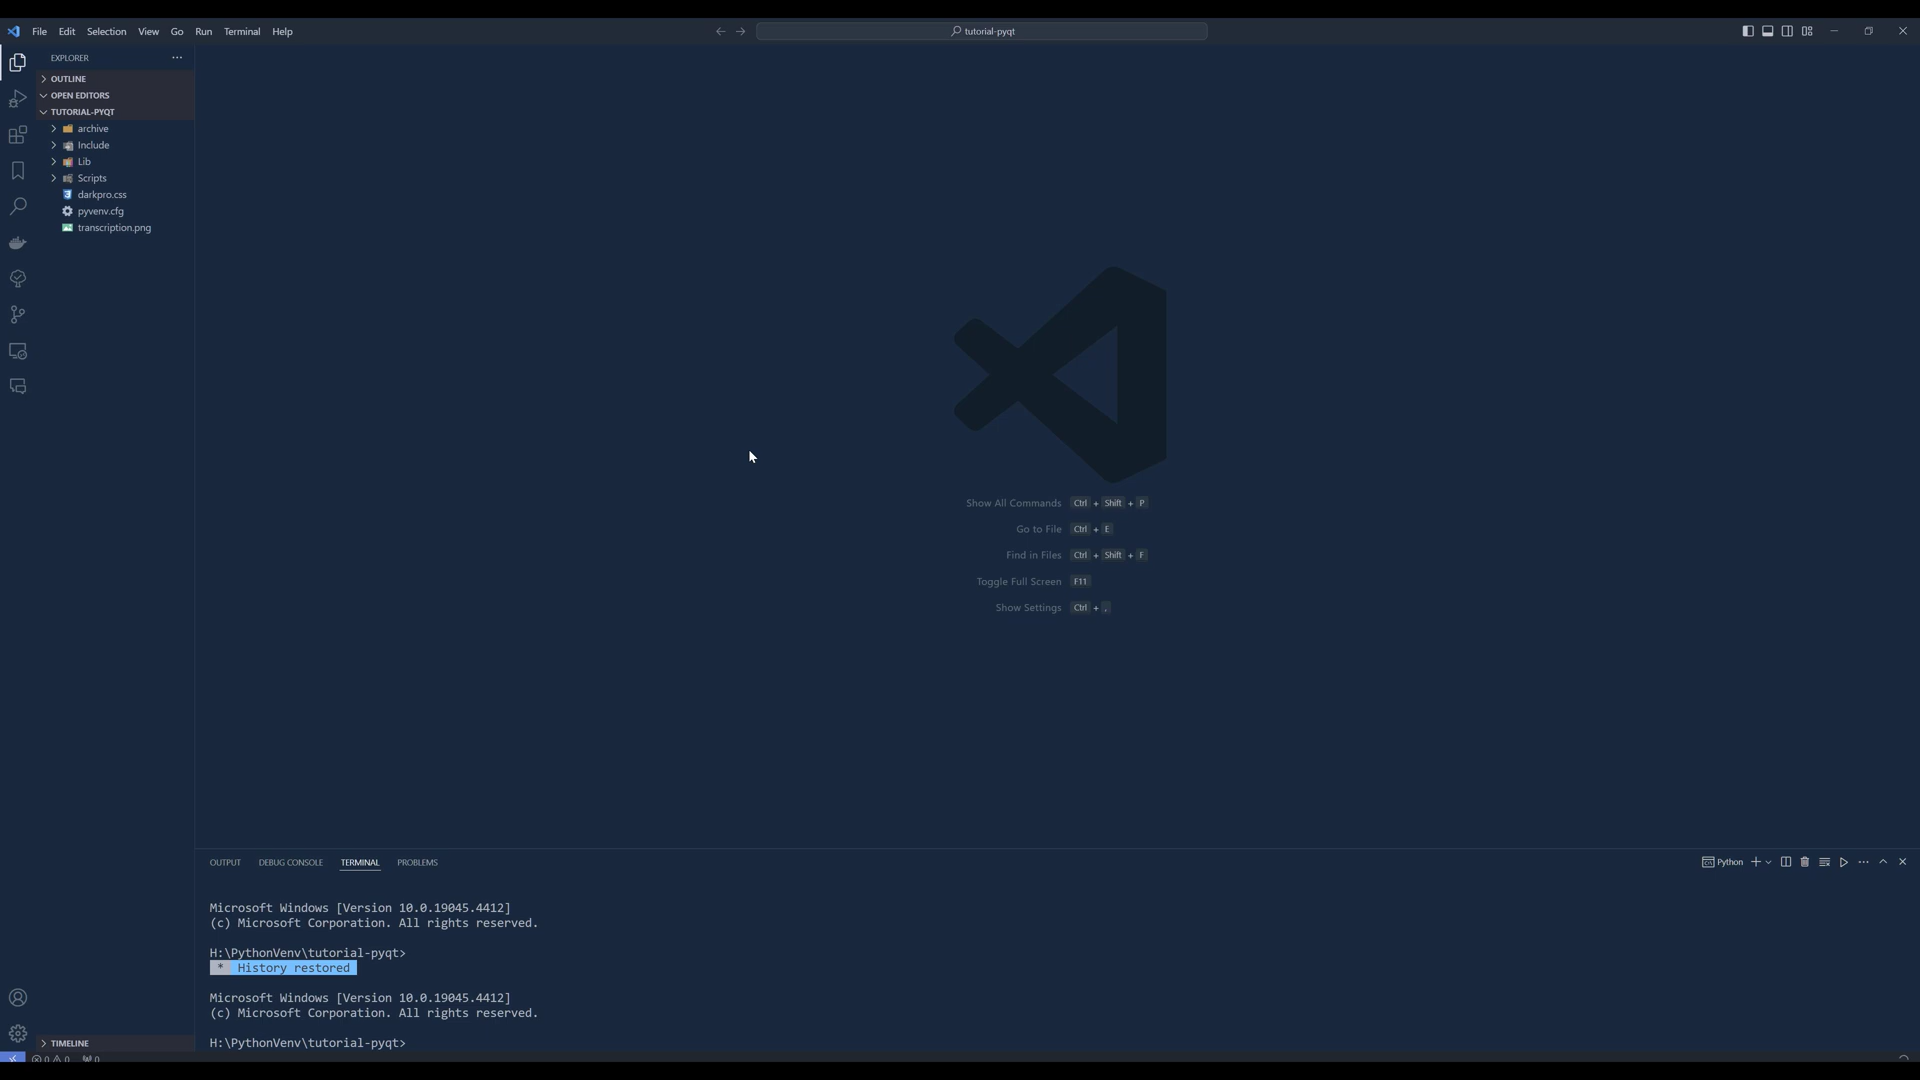 File Edit Selection View Go Run Terminal Help
tutorial-pyqt
EXPLORER
OUTLINE
OPEN EDITORS
TUTORIAL-PYQT
archive
Include
Lib
Scripts
darkpro.css
pyvenv.cfg
transcription.png
Show All Commands Ctrl + Shift + P
Go to File Ctrl + E
Find in Files Ctrl + Shift + F
Toggle Full Screen F11
Show Settings Ctrl + ,
OUTPUT DEBUG CONSOLE TERMINAL PROBLEMS
Python
Microsoft Windows [Version 10.0.19045.4412]
(c) Microsoft Corporation. All rights reserved.
H:\PythonVenv\tutorial-pyqt>
* History restored
Microsoft Windows [Version 10.0.19045.4412]
(c) Microsoft Corporation. All rights reserved.
H:\PythonVenv\tutorial-pyqt>
TIMELINE
0 0 0